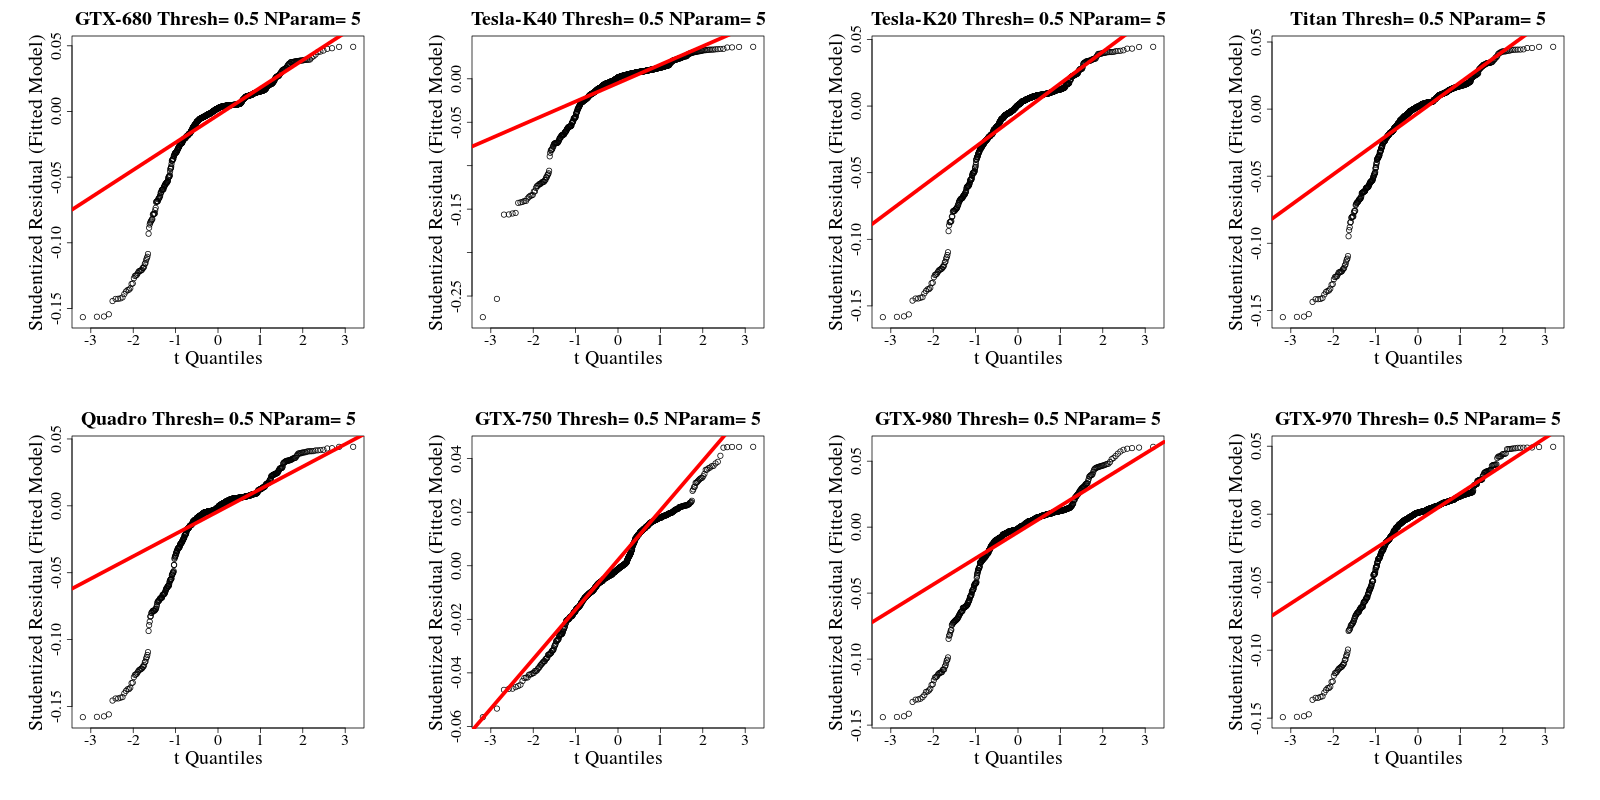 GTX-680 Thresh= 0.5 NParam= 5
Studentized Residual (Fitted Model)
0.05
0.00
-0.05
-0.10
-0.15
-3 -2 -1 0 1 2 3
t Quantiles
Tesla-K40 Thresh= 0.5 NParam= 5
Studentized Residual (Fitted Model)
0.00
-0.05
-0.15
-0.25
-3 -2 -1 0 1 2 3
t Quantiles
Tesla-K20 Thresh= 0.5 NParam= 5
Studentized Residual (Fitted Model)
0.05
0.00
-0.05
-0.10
-0.15
-3 -2 -1 0 1 2 3
t Quantiles
Titan Thresh= 0.5 NParam= 5
Studentized Residual (Fitted Model)
0.05
0.00
-0.05
-0.10
-0.15
-3 -2 -1 0 1 2 3
t Quantiles
Quadro Thresh= 0.5 NParam= 5
Studentized Residual (Fitted Model)
0.05
0.00
-0.05
-0.10
-0.15
-3 -2 -1 0 1 2 3
t Quantiles
GTX-750 Thresh= 0.5 NParam= 5
Studentized Residual (Fitted Model)
0.04
0.02
0.00
-0.02
-0.04
-0.06
-3 -2 -1 0 1 2 3
t Quantiles
GTX-980 Thresh= 0.5 NParam= 5
Studentized Residual (Fitted Model)
0.05
0.00
-0.05
-0.10
-0.15
-3 -2 -1 0 1 2 3
t Quantiles
GTX-970 Thresh= 0.5 NParam= 5
Studentized Residual (Fitted Model)
0.05
0.00
-0.05
-0.10
-0.15
-3 -2 -1 0 1 2 3
t Quantiles